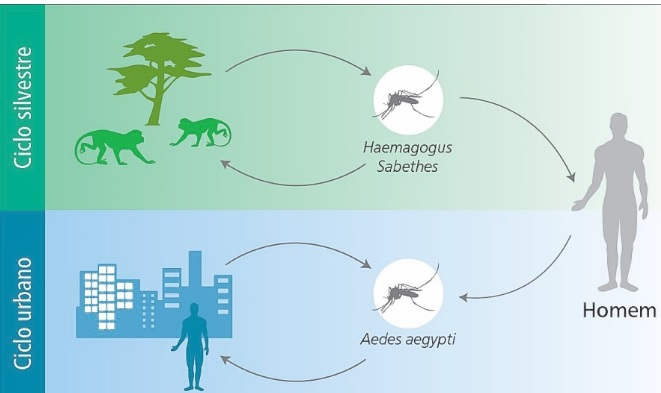 Ciclo silvestre
Haemagogus
Sabethes
Homem
Ciclo urbano
Aedes aegypti